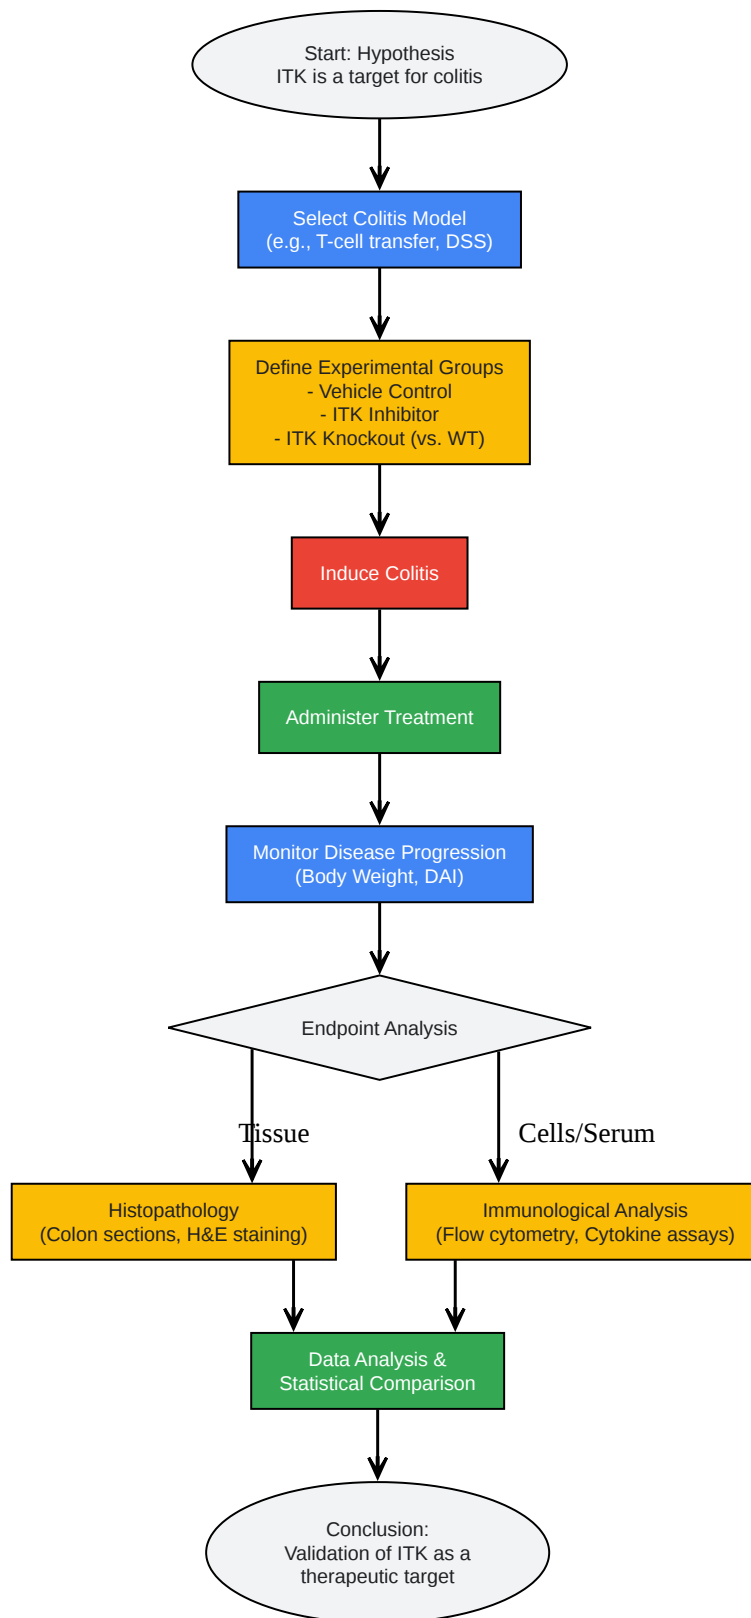 Start: Hypothesis
ITK is a target for colitis
Select Colitis Model
(e.g., T-cell transfer, DSS)
Define Experimental Groups
- Vehicle Control
- ITK Inhibitor
- ITK Knockout (vs. WT)
Induce Colitis
Administer Treatment
Monitor Disease Progression
(Body Weight, DAI)
Endpoint Analysis
Tissue
Cells/Serum
Histopathology
(Colon sections, H&E staining)
Immunological Analysis
(Flow cytometry, Cytokine assays)
Data Analysis &
Statistical Comparison
Conclusion:
Validation of ITK as a
therapeutic target